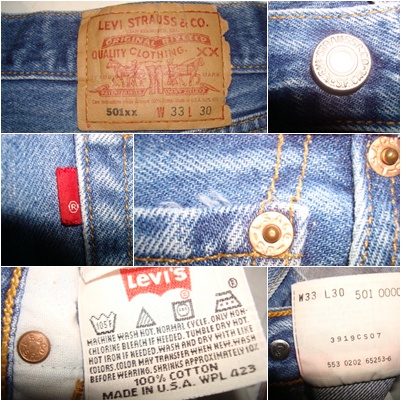 LEVI STRAUSS & CO.
ORIGINAL RIVETED
QUALITY CLOTHING.
XX
501xx W 33 L 30
®
Levi's
105F
MACHINE WASH HOT. NORMAL CYCLE. ONLY NON-
CHLORINE BLEACH IF NEEDED. TUMBLE DRY HOT.
HOT IRON IF NEEDED. WASH AND DRY WITH LIKE
COLORS. COLOR MAY TRANSFER WHEN NEW. SHRINKS
BEFORE WEARING. SHRINKS APPROXIMATELY 10%
100% COTTON
MADE IN U.S.A. WPL 423
W33 L30 501 0000
3919CS07
553 0202 65253-6